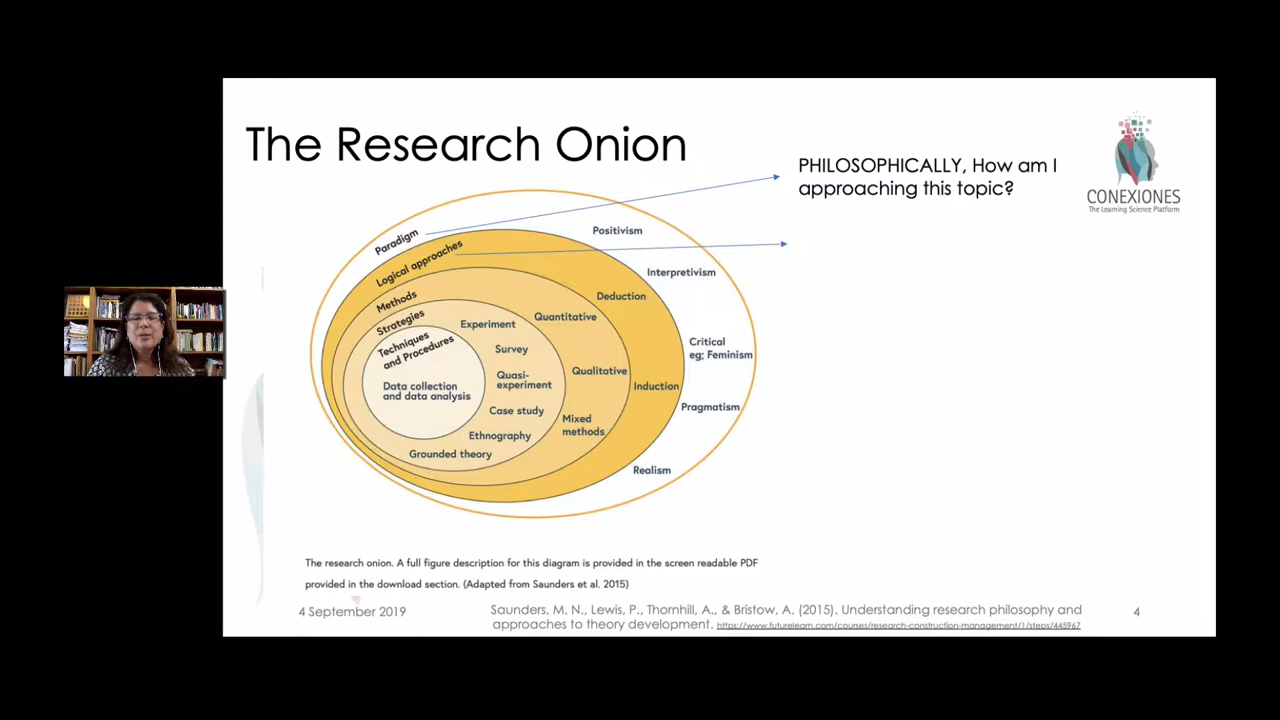 The Research Onion
PHILOSOPHICALLY, How am I
approaching this topic?
CONEXIONES
The Learning Science Platform
Paradigm
Logical approaches
Methods
Strategies
Techniques
and Procedures
Data collection
and data analysis
Experiment
Survey
Quasi-
experiment
Case study
Ethnography
Grounded theory
Quantitative
Qualitative
Mixed
methods
Deduction
Induction
Positivism
Interpretivism
Critical
eg; Feminism
Pragmatism
Realism
The research onion. A full figure description for this diagram is provided in the screen readable PDF
provided in the download section. (Adapted from Saunders et al. 2015)
4 September 2019
Saunders, M. N., Lewis, P., Thornhill, A., & Bristow, A. (2015). Understanding research philosophy and
approaches to theory development. https://www.futurelearn.com/courses/research-construction-management/1/steps/445967
4